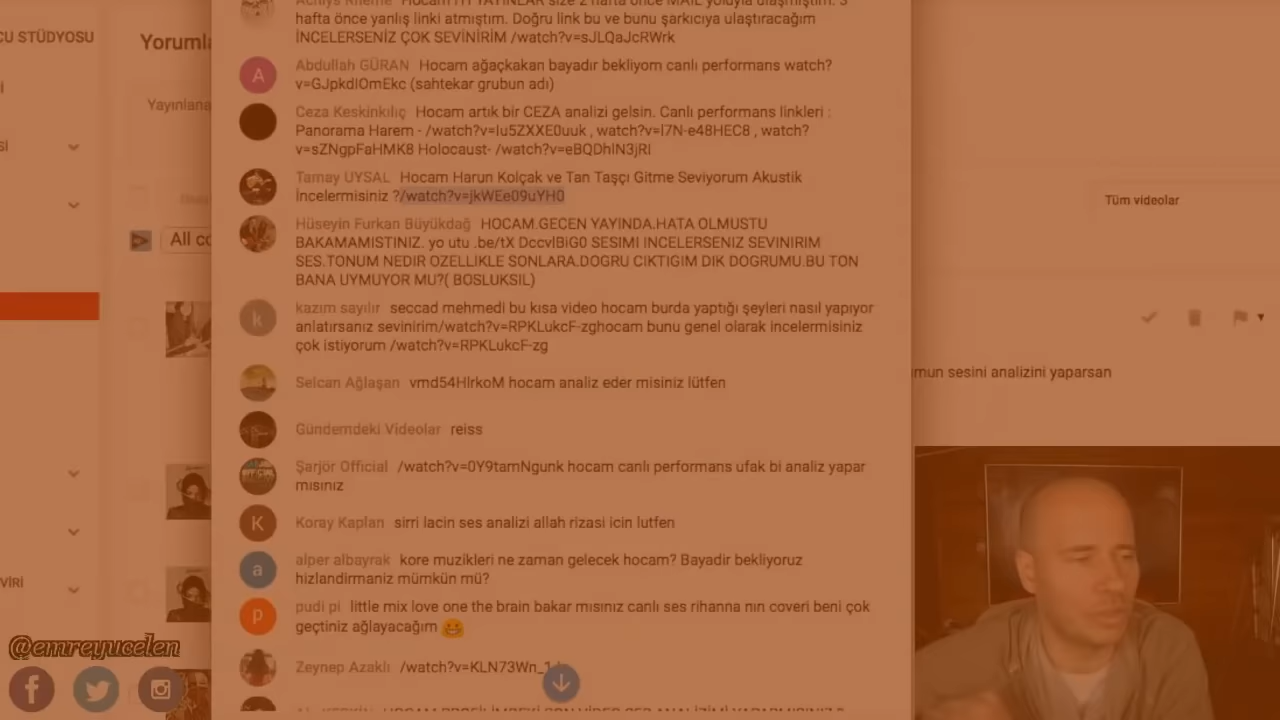 hafta önce yanlış linki atmıştım. Doğru link bu ve bunu şarkıcıya ulaştıracağım
İNCELERSENİZ ÇOK SEVİNİRİM /watch?v=sJLQaJcRWrk
CU STÜDYOSU
Yorumla
Abdullah GÜRAN Hocam ağaçkakan bayadır bekliyom canlı performans watch?
v=GJpkdIOmEkc (sahtekar grubun adı)
Yayınlana
Ceza Keskinkılıç Hocam artık bir CEZA analizi gelsin. Canlı performans linkleri :
Panorama Harem - /watch?v=lu5ZXXE0uuk , watch?v=l7N-e48HEC8 , watch?
v=sZNgpFaHMK8 Holocaust- /watch?v=eBQDhlN3jRI
Tamay UYSAL Hocam Harun Kolçak ve Tan Taşçı Gitme Seviyorum Akustik
İncelermisiniz ?/watch?v=jkWEe09uYH0
Tüm videolar
Hüseyin Furkan Büyükdağ HOCAM.GEÇEN YAYINDA.HATA OLMUSTU
BAKAMAMISTINIZ. yo utu .be/tX DccvlBiG0 SESIMI INCELERSENIZ SEVINIRIM
SES.TONUM NEDIR OZELLIKLE SONLARA.DOGRU CIKTIGIM DIK DOGRUMU.BU TON
BANA UYMUYOR MU?( BOSLUKSIL)
All co
kazım sayılır seccad mehmedi bu kısa video hocam burda yaptığı şeyleri nasıl yapıyor
anlatırsanız sevinirim/watch?v=RPKLukcF-zghocam bunu genel olarak incelermisiniz
çok istiyorum /watch?v=RPKLukcF-zg
Selcan Ağlaşan vmd54HlrkoM hocam analiz eder misiniz lütfen
mun sesini analizini yaparsan
Gündemdeki Videolar reiss
Şarjör Official /watch?v=0Y9tamNgunk hocam canlı performans ufak bi analiz yapar
mısınız
Koray Kaplan sirri lacin ses analizi allah rizasi icin lutfen
alper albayrak kore muzikleri ne zaman gelecek hocam? Bayadir bekliyoruz
hizlandirmaniz mümkün mü?
VİRİ
pudi pi little mix love one the brain bakar mısınız canlı ses rihanna nın coveri beni çok
geçtiniz ağlayacağım 😀
@emreyucelen
Zeynep Azaklı /watch?v=KLN73Wn_1